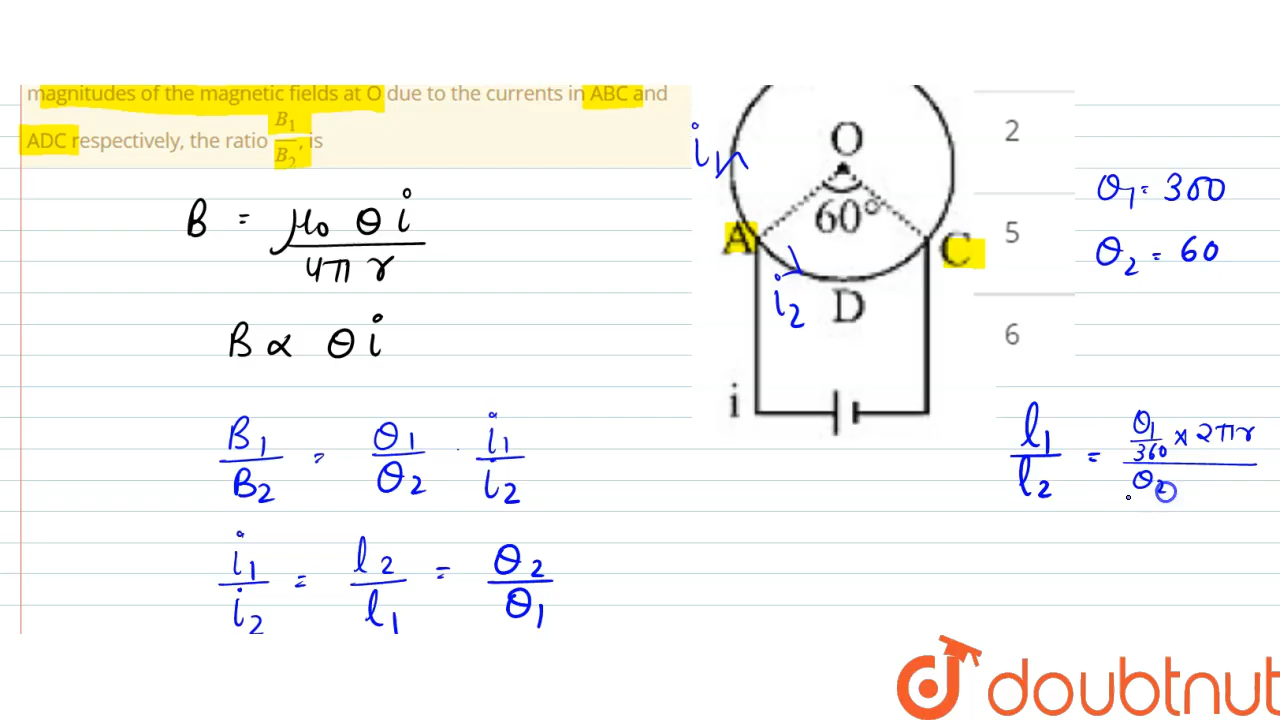 magnitudes of the magnetic fields at O due to the currents in ABC and
ADC respectively, the ratio B₁/B₂, is
B = μ₀ θ i / 4π r
B ∝ θ i
B₁/B₂ = θ₁/θ₂ · i₁/i₂
i₁/i₂ = l₂/l₁ = θ₂/θ₁
i₁
O
60°
A
C
i₂
D
i
2
5
6
θ₁ = 300
θ₂ = 60
l₁/l₂ = θ₁/360 × 2πr / θ₂
doubtnut